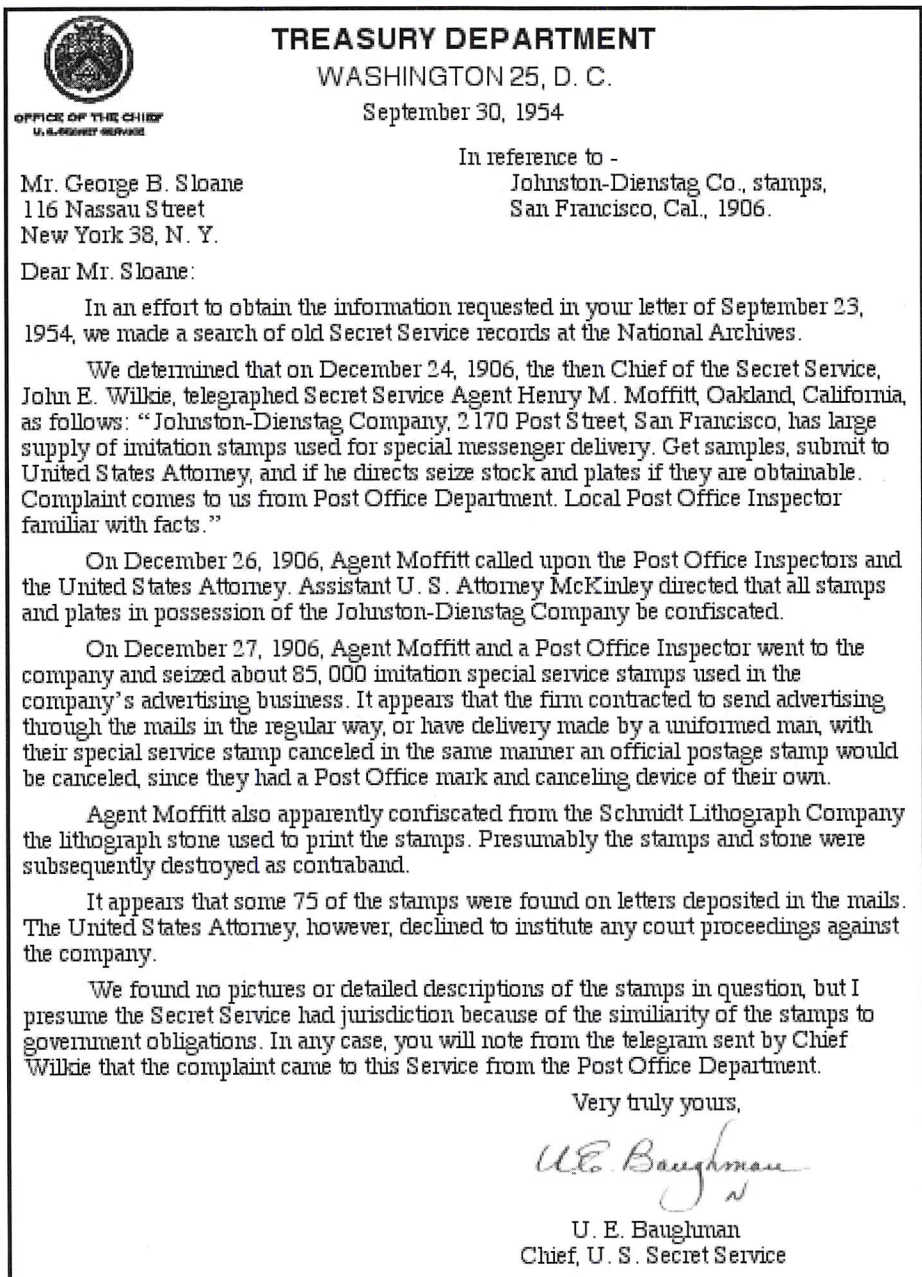 TREASURY DEPARTMENT
WASHINGTON 25, D. C.
September 30, 1954
OFFICE OF THE CHIEF
U. S. SECRET SERVICE
In reference to -
Johnston-Dienstag Co., stamps,
San Francisco, Cal., 1906.
Mr. George B. Sloane
116 Nassau Street
New York 38, N. Y.
Dear Mr. Sloane:
In an effort to obtain the information requested in your letter of September 23,
1954, we made a search of old Secret Service records at the National Archives.
We determined that on December 24, 1906, the then Chief of the Secret Service,
John E. Wilkie, telegraphed Secret Service Agent Henry M. Moffitt, Oakland, California,
as follows: “Johnston-Dienstag Company, 2170 Post Street, San Francisco, has large
supply of imitation stamps used for special messenger delivery. Get samples, submit to
United States Attorney, and if he directs seize stock and plates if they are obtainable.
Complaint comes to us from Post Office Department. Local Post Office Inspector
familiar with facts.”
On December 26, 1906, Agent Moffitt called upon the Post Office Inspectors and
the United States Attorney. Assistant U. S. Attorney McKinley directed that all stamps
and plates in possession of the Johnston-Dienstag Company be confiscated.
On December 27, 1906, Agent Moffitt and a Post Office Inspector went to the
company and seized about 85, 000 imitation special service stamps used in the
company’s advertising business. It appears that the firm contracted to send advertising
through the mails in the regular way, or have delivery made by a uniformed man, with
their special service stamp canceled in the same manner an official postage stamp would
be canceled, since they had a Post Office mark and canceling device of their own.
Agent Moffitt also apparently confiscated from the Schmidt Lithograph Company
the lithograph stone used to print the stamps. Presumably the stamps and stone were
subsequently destroyed as contraband.
It appears that some 75 of the stamps were found on letters deposited in the mails.
The United States Attorney, however, declined to institute any court proceedings against
the company.
We found no pictures or detailed descriptions of the stamps in question, but I
presume the Secret Service had jurisdiction because of the similiarity of the stamps to
government obligations. In any case, you will note from the telegram sent by Chief
Wilkie that the complaint came to this Service from the Post Office Department.
Very truly yours,
U. E. Baughman
N
U. E. Baughman
Chief, U. S. Secret Service